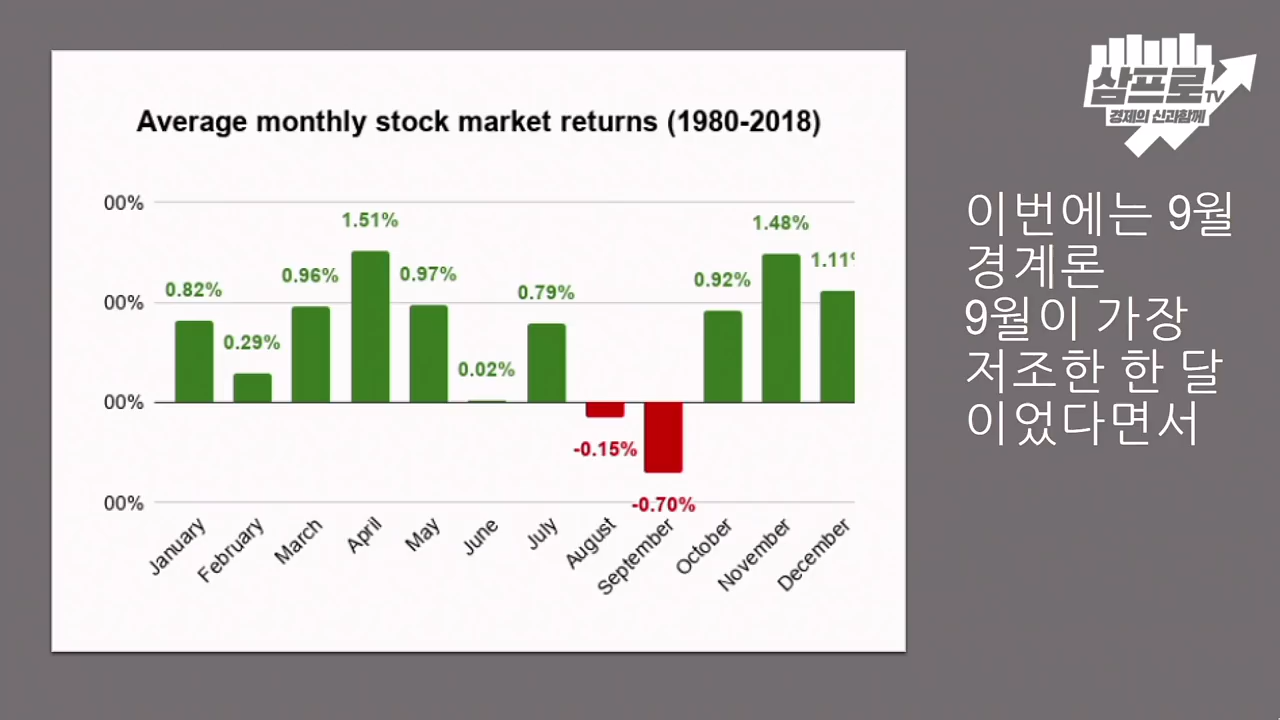 삼프로TV
경제의 신과함께
Average monthly stock market returns (1980-2018)
00%
00%
00%
00%
0.82%
0.29%
0.96%
1.51%
0.97%
0.02%
0.79%
-0.15%
-0.70%
0.92%
1.48%
1.11%
January
February
March
April
May
June
July
August
September
October
November
December
이번에는 9월
경계론
9월이 가장
저조한 한 달
이었다면서